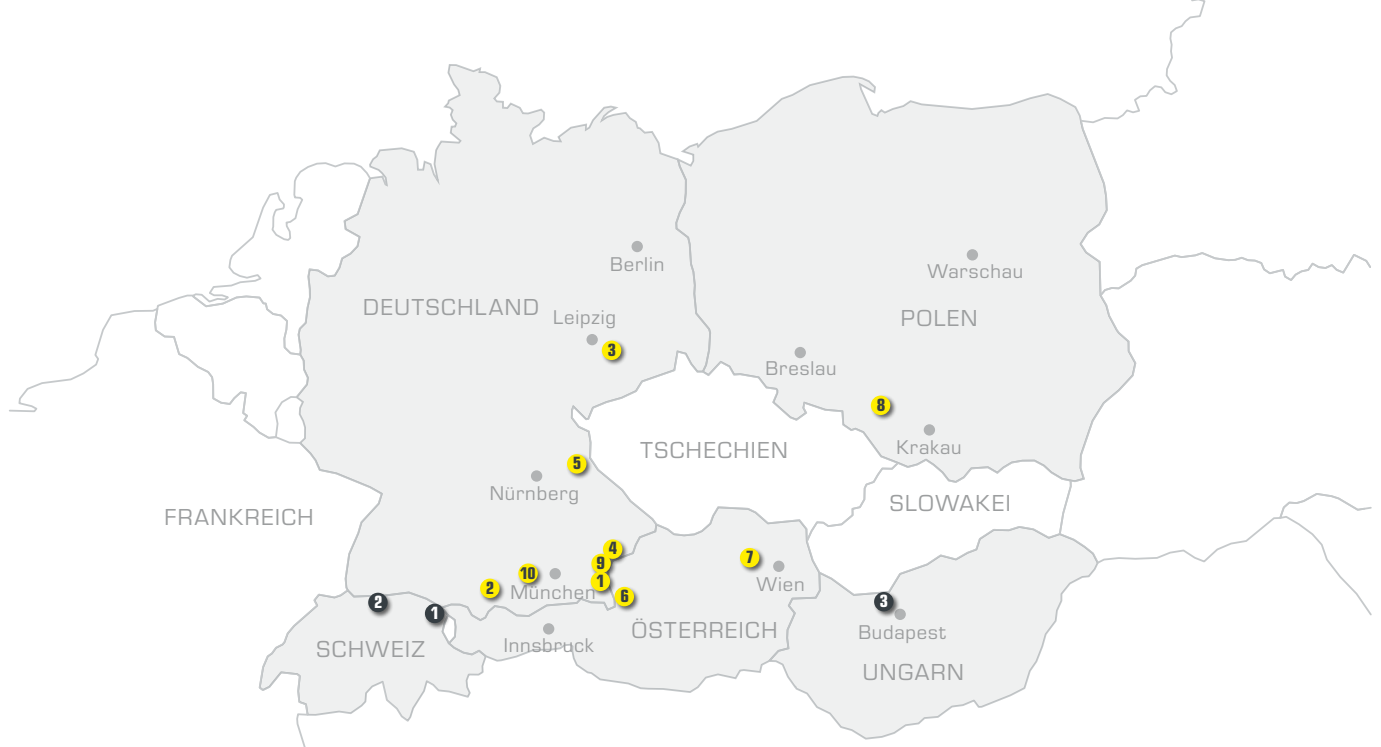 Berlin
Warschau
DEUTSCHLAND
Leipzig
POLEN
3
Breslau
8
Krakau
TSCHECHIEN
5
Nürnberg
SLOWAKEI
FRANKREICH
4
7
9
10
1
Wien
2
München
6
2
1
3
Budapest
ÖSTERREICH
Innsbruck
SCHWEIZ
UNGARN